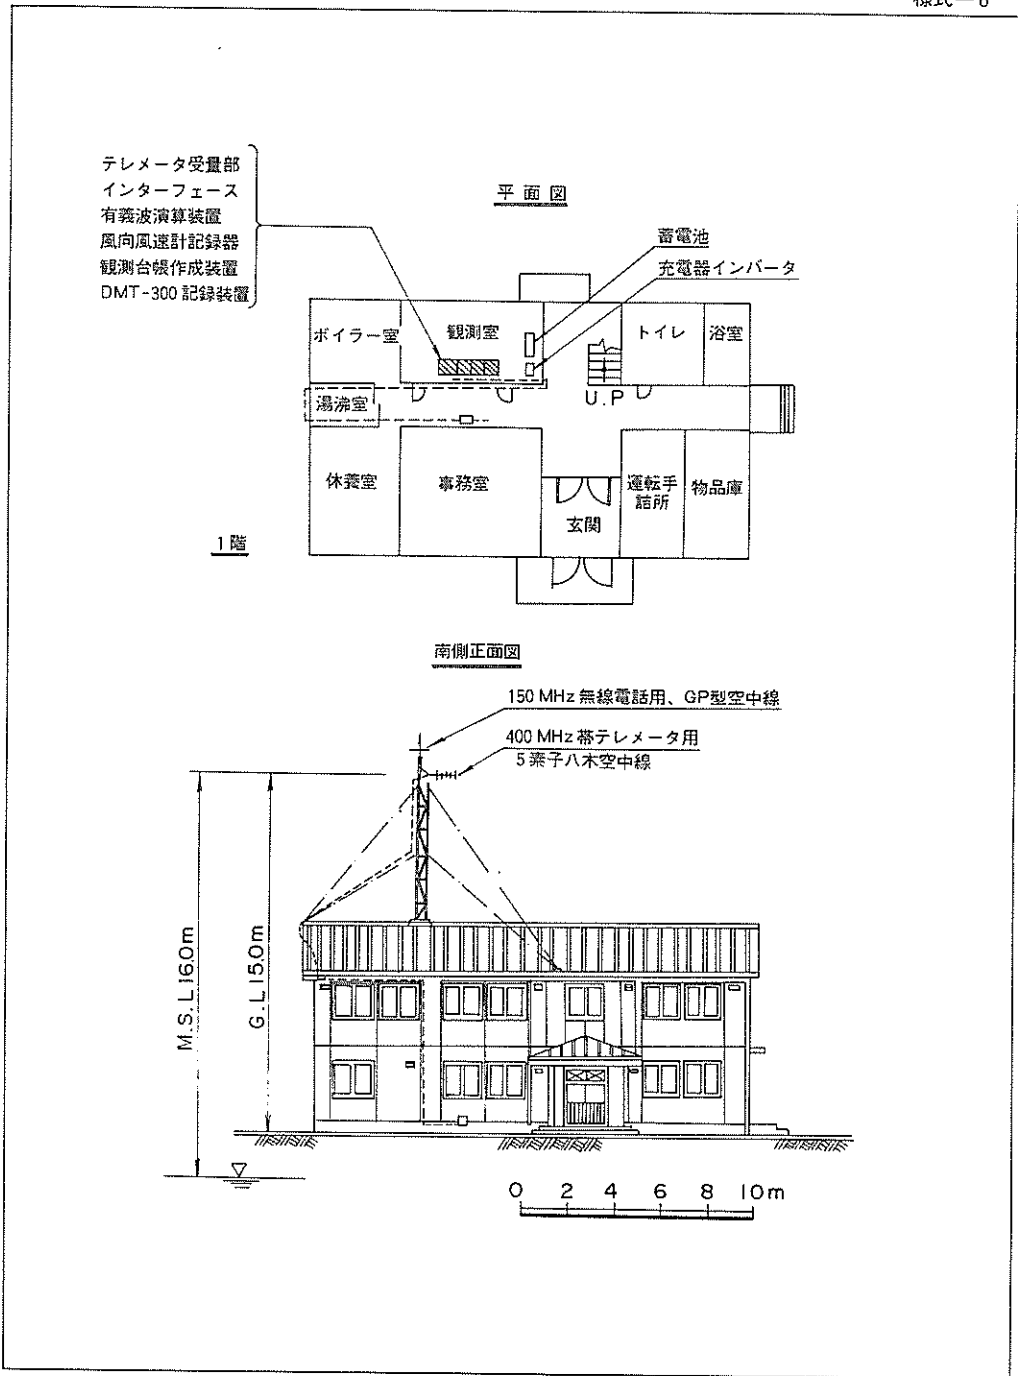 様式－6
テレメータ受量部
インターフェース
有義波演算装置
風向風速計記録器
観測台帳作成装置
DMT-300 記録装置
平面図
蓄電池
充電器インバータ
ボイラー室
観測室
トイレ
浴室
湯沸室
U.P
休養室
事務室
運転手
詰所
物品庫
玄関
1階
南側正面図
150 MHz 無線電話用、GP型空中線
400 MHz 帯テレメータ用
5素子八木空中線
M.S.L 16.0m
G.L 15.0m
0 2 4 6 8 10m